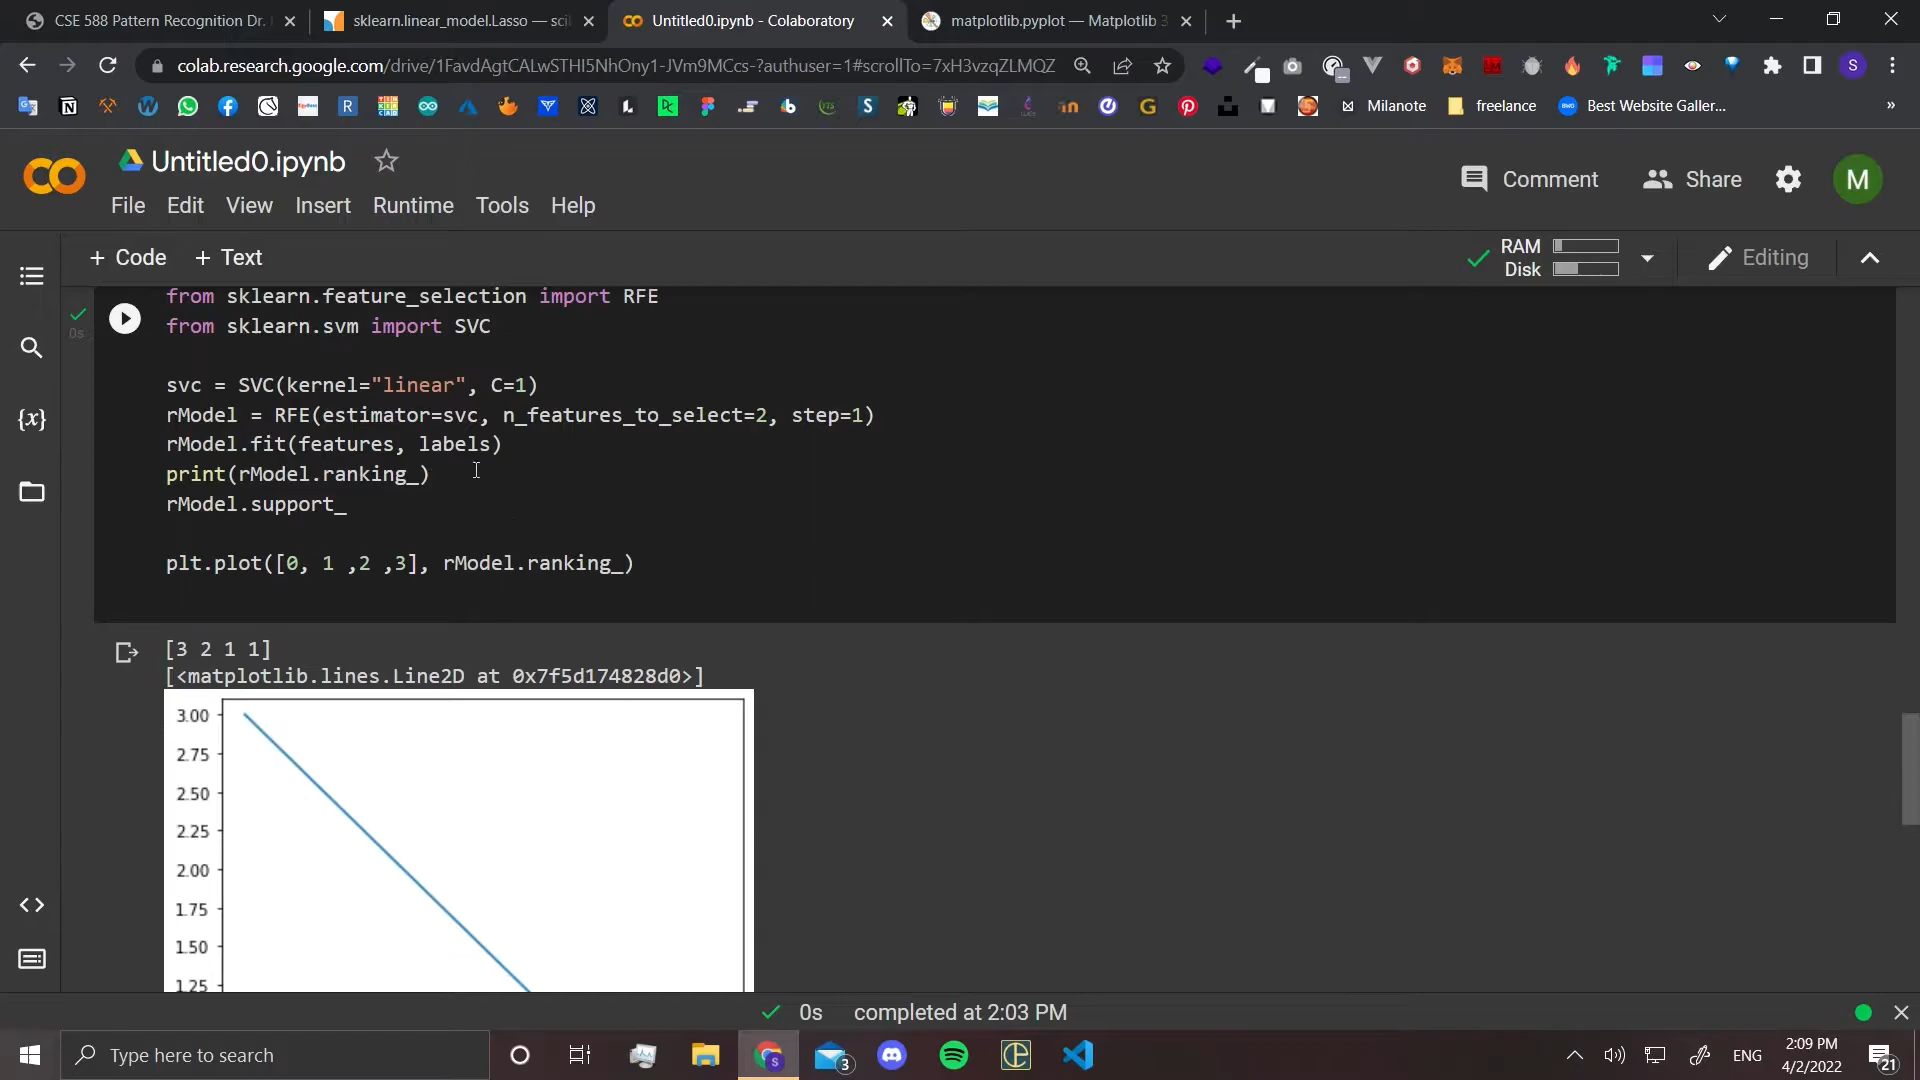 CSE 588 Pattern Recognition Dr.
sklearn.linear_model.Lasso — sci
Untitled0.ipynb - Colaboratory
matplotlib.pyplot — Matplotlib 3
colab.research.google.com/drive/1FavdAgtCALwSTHI5NhOny1-JVm9MCcs-?authuser=1#scrollTo=7xH3vzqZLMQZ
S
Milanote
freelance
Best Website Galler...
»
Untitled0.ipynb
Comment
Share
M
File Edit View Insert Runtime Tools Help
+ Code + Text
RAM
Disk
Editing
from sklearn.feature_selection import RFE
0s
from sklearn.svm import SVC
svc = SVC(kernel="linear", C=1)
rModel = RFE(estimator=svc, n_features_to_select=2, step=1)
rModel.fit(features, labels)
print(rModel.ranking_)
rModel.support_
plt.plot([0, 1 ,2 ,3], rModel.ranking_)
[3 2 1 1]
[<matplotlib.lines.Line2D at 0x7f5d174828d0>]
3.00
2.75
2.50
2.25
2.00
1.75
1.50
1.25
0s completed at 2:03 PM
Type here to search
3
ENG
2:09 PM
4/2/2022
21